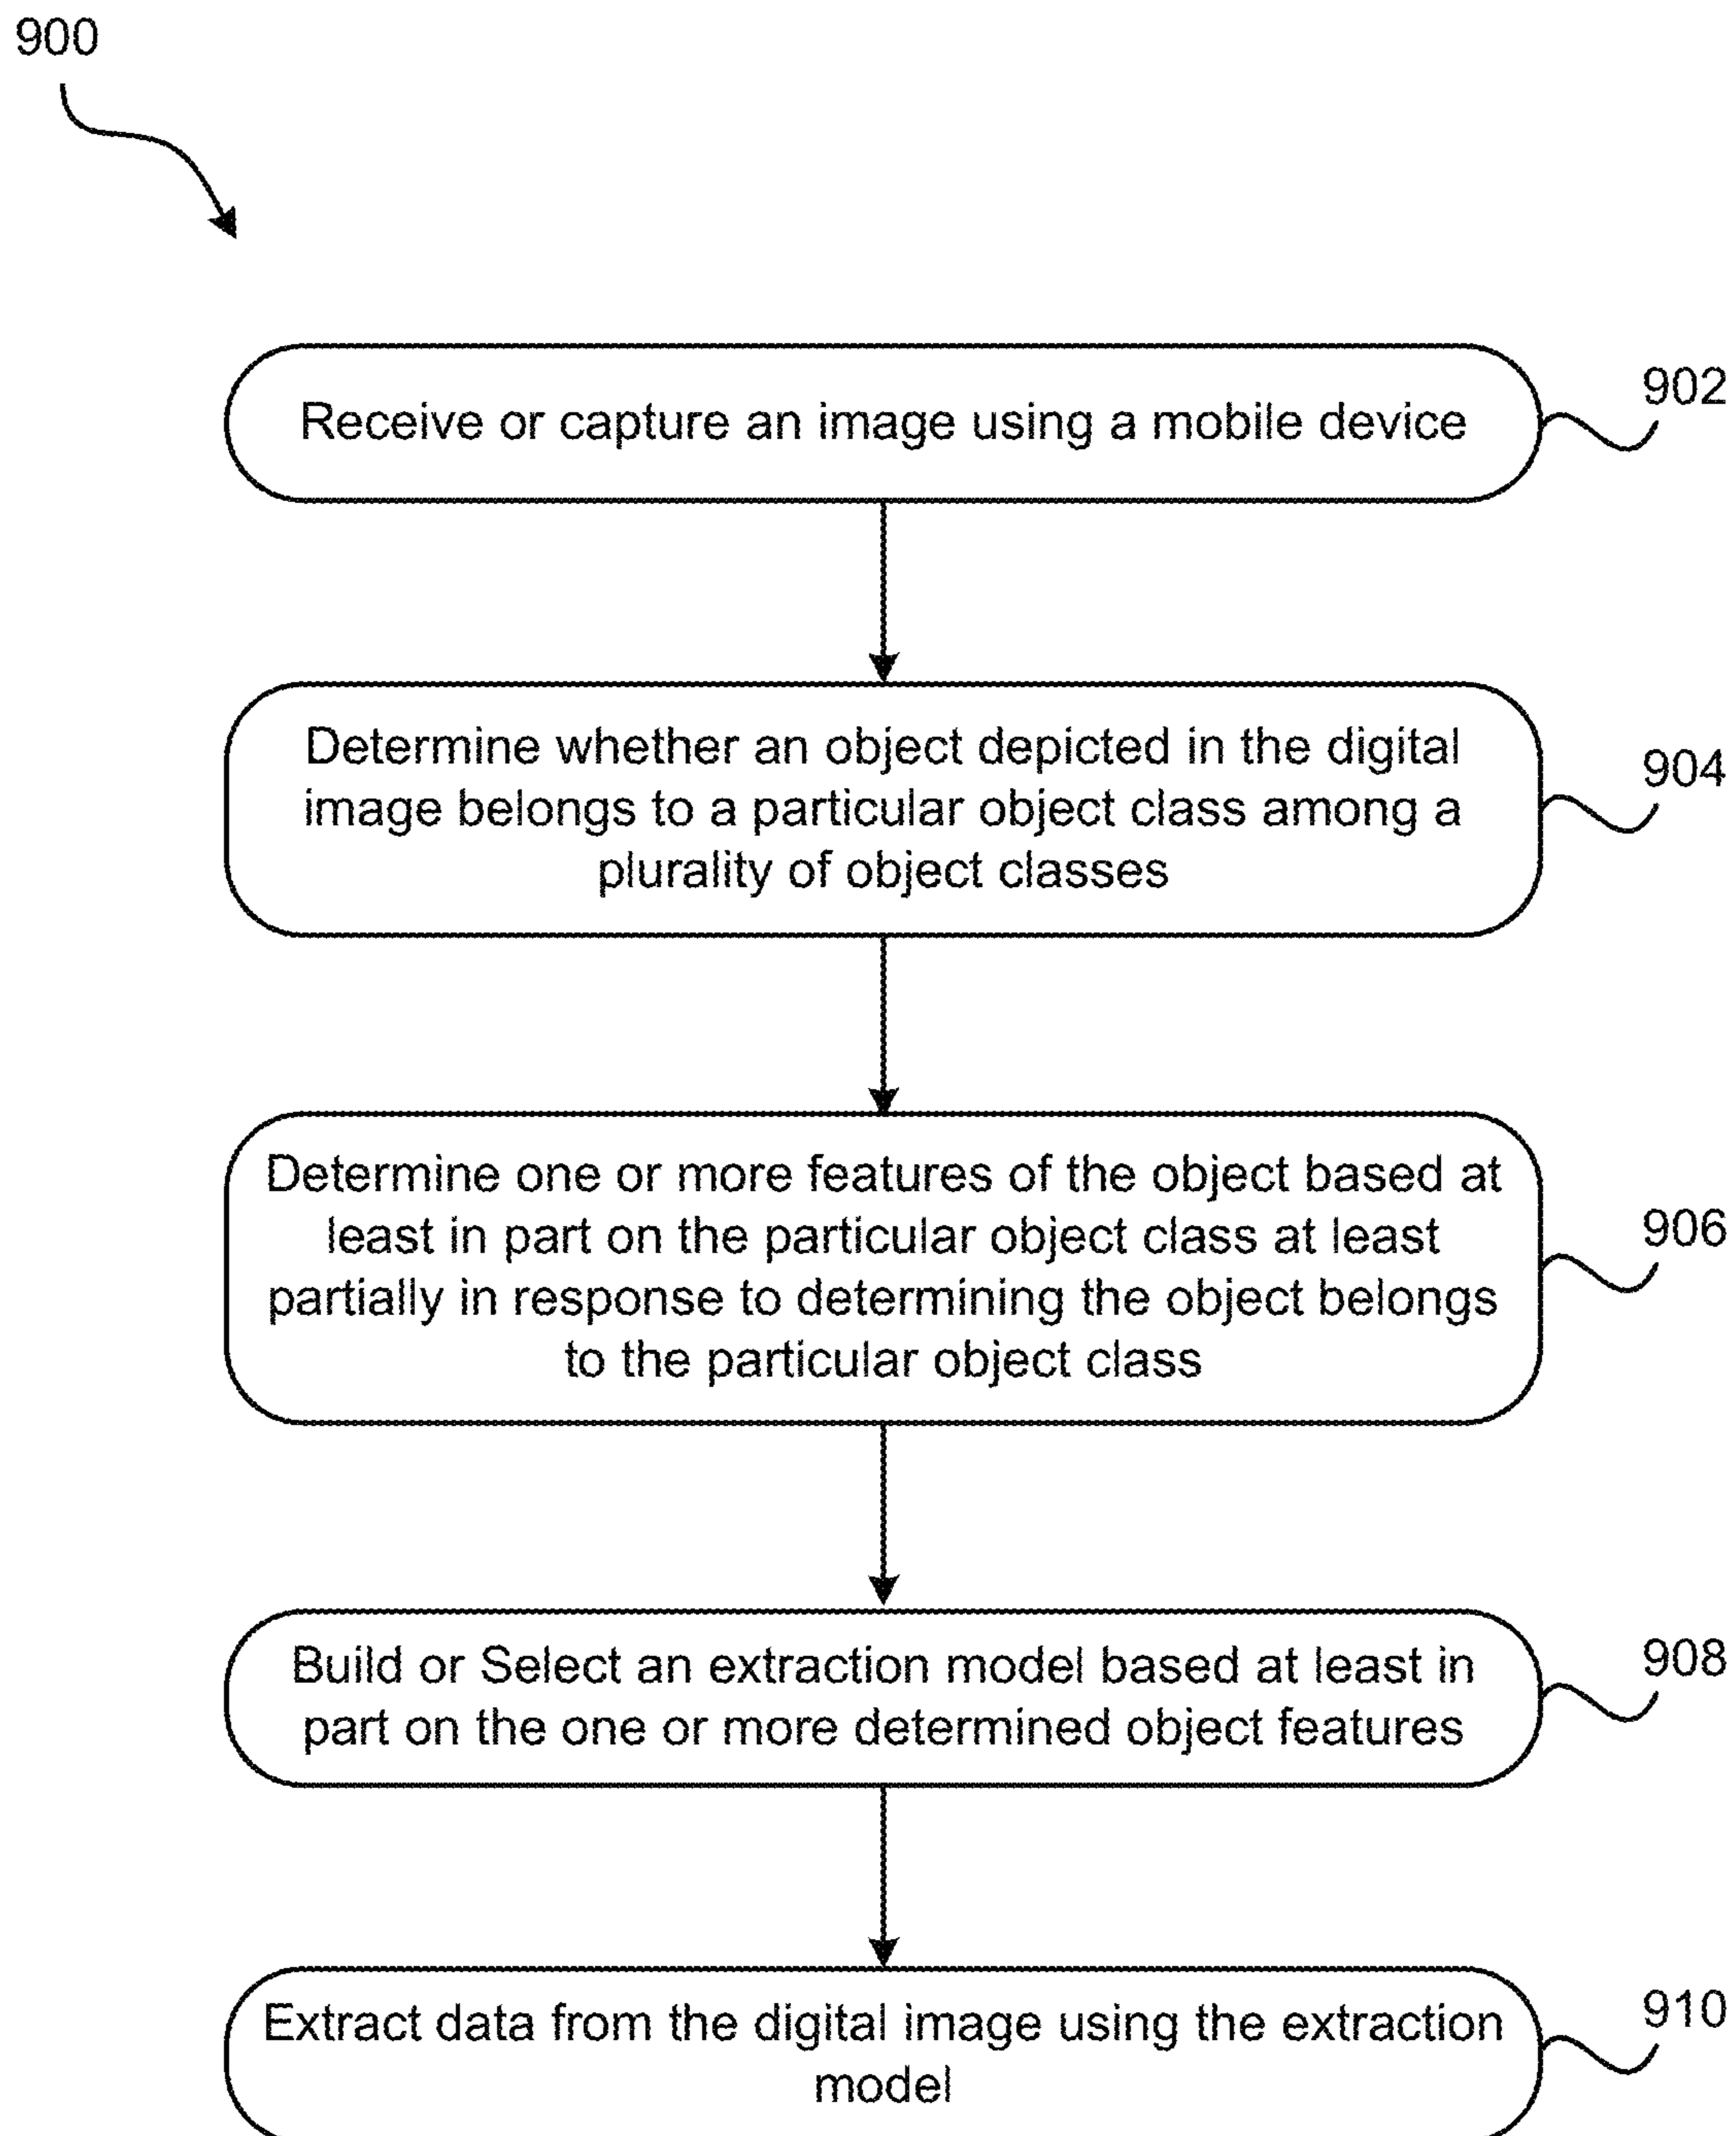 900
Receive or capture an image using a mobile device
902
Determine whether an object depicted in the digital
image belongs to a particular object class among a
plurality of object classes
904
Determine one or more features of the object based at
least in part on the particular object class at least
partially in response to determining the object belongs
to the particular object class
906
Build or Select an extraction model based at least in
part on the one or more determined object features
908
Extract data from the digital image using the extraction
model
910